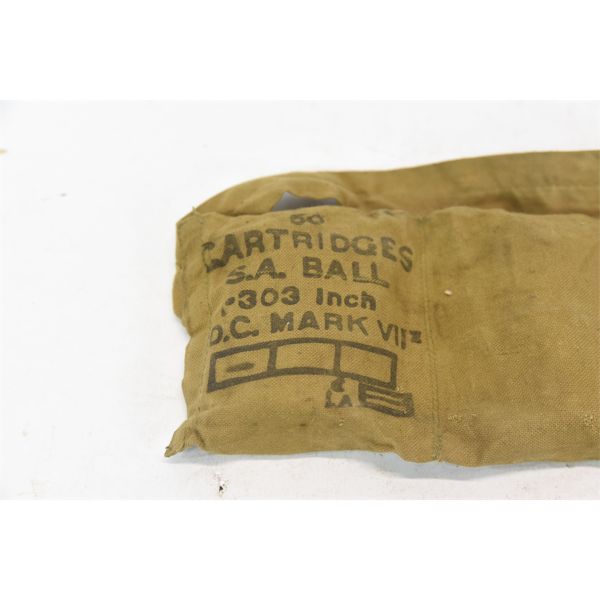 50
CARTRIDGES
S.A. BALL
·303 Inch
D.C. MARK VII z
C
I.A.